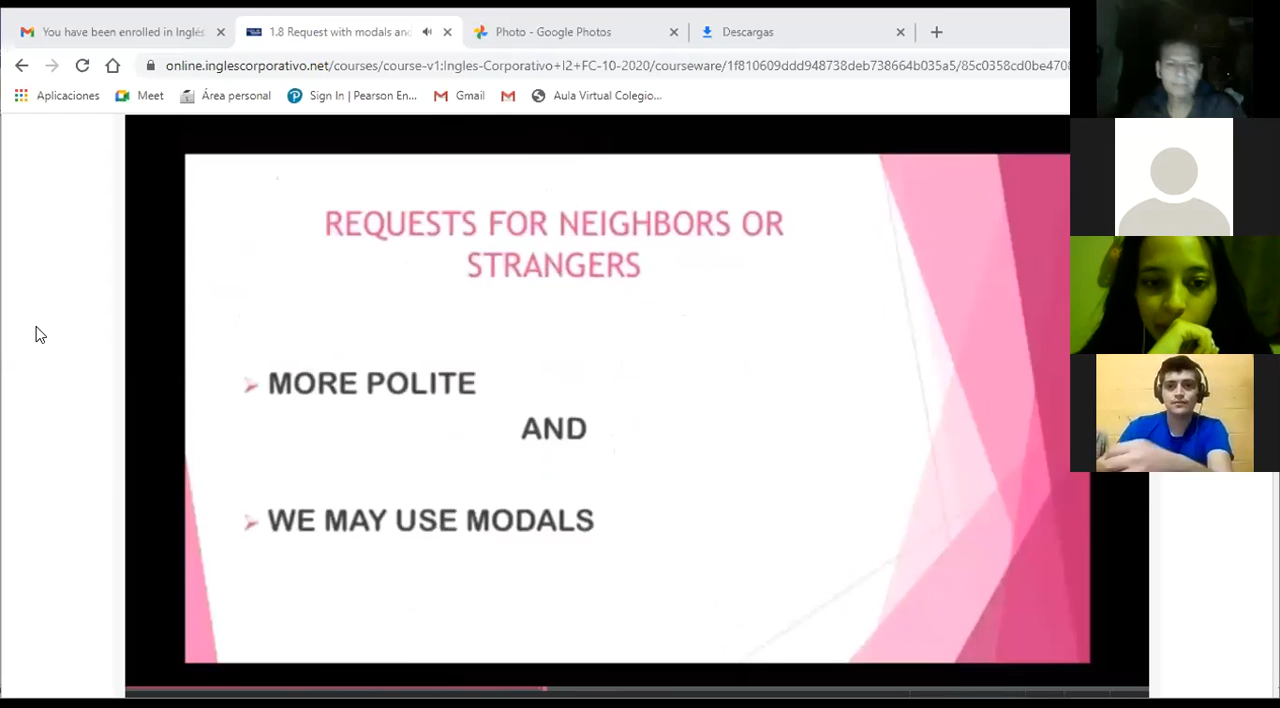 You have been enrolled in Inglés
1.8 Request with modals and
Photo - Google Photos
Descargas
online.inglescorporativo.net/courses/course-v1:Ingles-Corporativo+I2+FC-10-2020/courseware/1f810609ddd948738deb738664b035a5/85c0358cd0be4708
Aplicaciones
Meet
Área personal
Sign In | Pearson En...
Gmail
Aula Virtual Colegio...
REQUESTS FOR NEIGHBORS OR
STRANGERS
MORE POLITE
AND
WE MAY USE MODALS